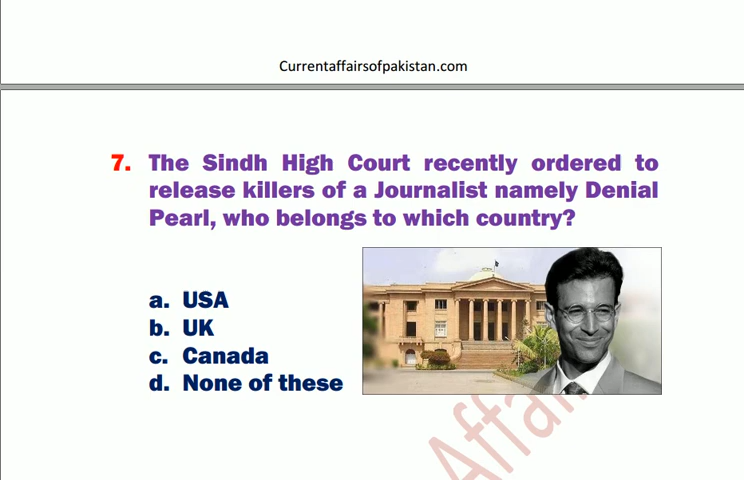 Currentaffairsofpakistan.com
7. The Sindh High Court recently ordered to
release killers of a Journalist namely Denial
Pearl, who belongs to which country?
a. USA
b. UK
c. Canada
d. None of these
Affai